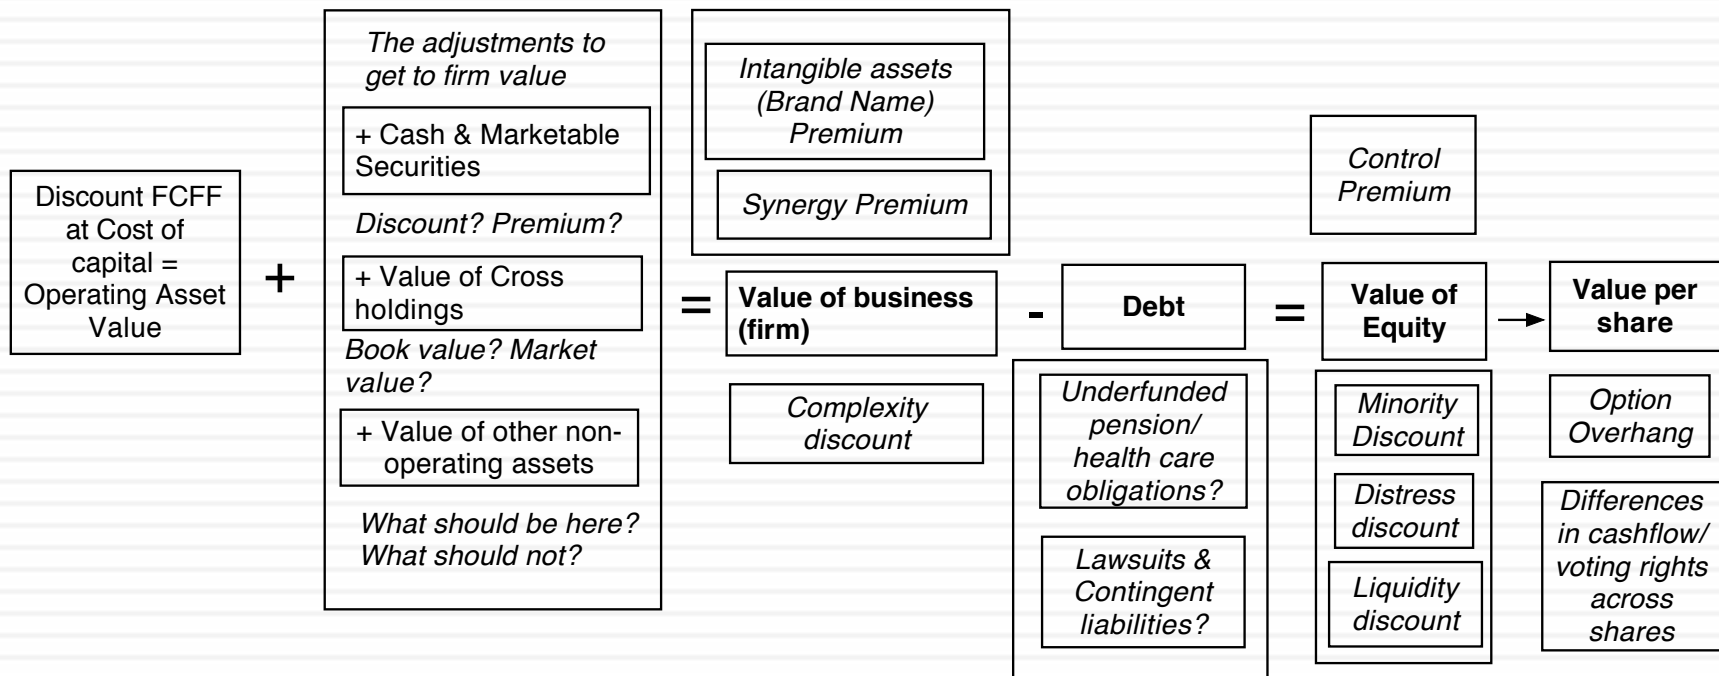 Discount FCFF
at Cost of
capital =
Operating Asset
Value
+
The adjustments to
get to firm value
+ Cash & Marketable
Securities
Discount? Premium?
+ Value of Cross
holdings
Book value? Market
value?
+ Value of other non-
operating assets
What should be here?
What should not?
=
Intangible assets
(Brand Name)
Premium
Synergy Premium
Value of business
(firm)
Complexity
discount
-
Debt
Underfunded
pension/
health care
obligations?
Lawsuits &
Contingent
liabilities?
=
Control
Premium
Value of
Equity
Minority
Discount
Distress
discount
Liquidity
discount
Value per
share
Option
Overhang
Differences
in cashflow/
voting rights
across
shares